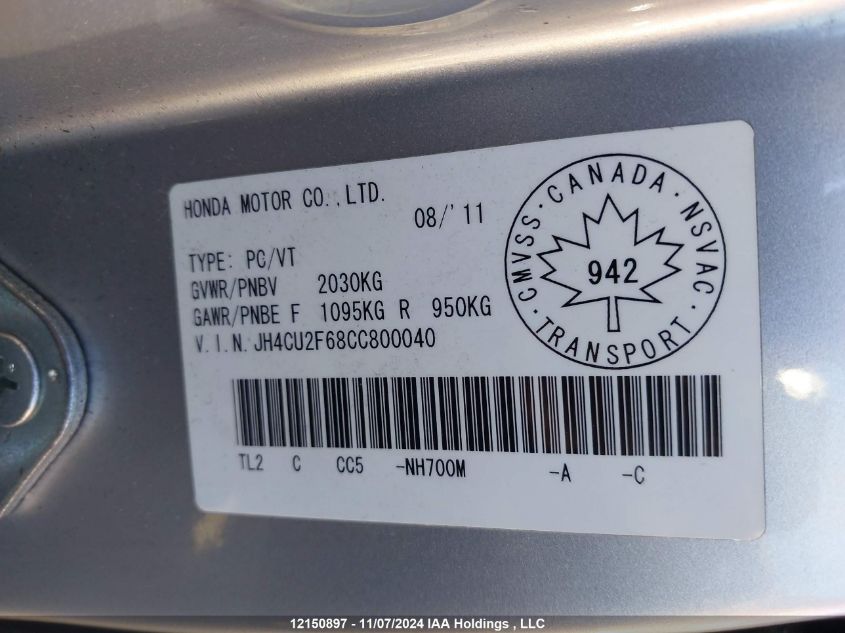 HONDA MOTOR CO.,LTD.
08/'11
TYPE: PC/VT
GVWR/PNBV 2030KG
GAWR/PNBE F 1095KG R 950KG
V.I.N. JH4CU2F68CC800040
CMVSS · CANADA · NSVAC · TRANSPORT ·
942
TL2 C CC5 -NH700M -A -C
12150897 - 11/07/2024 IAA Holdings , LLC